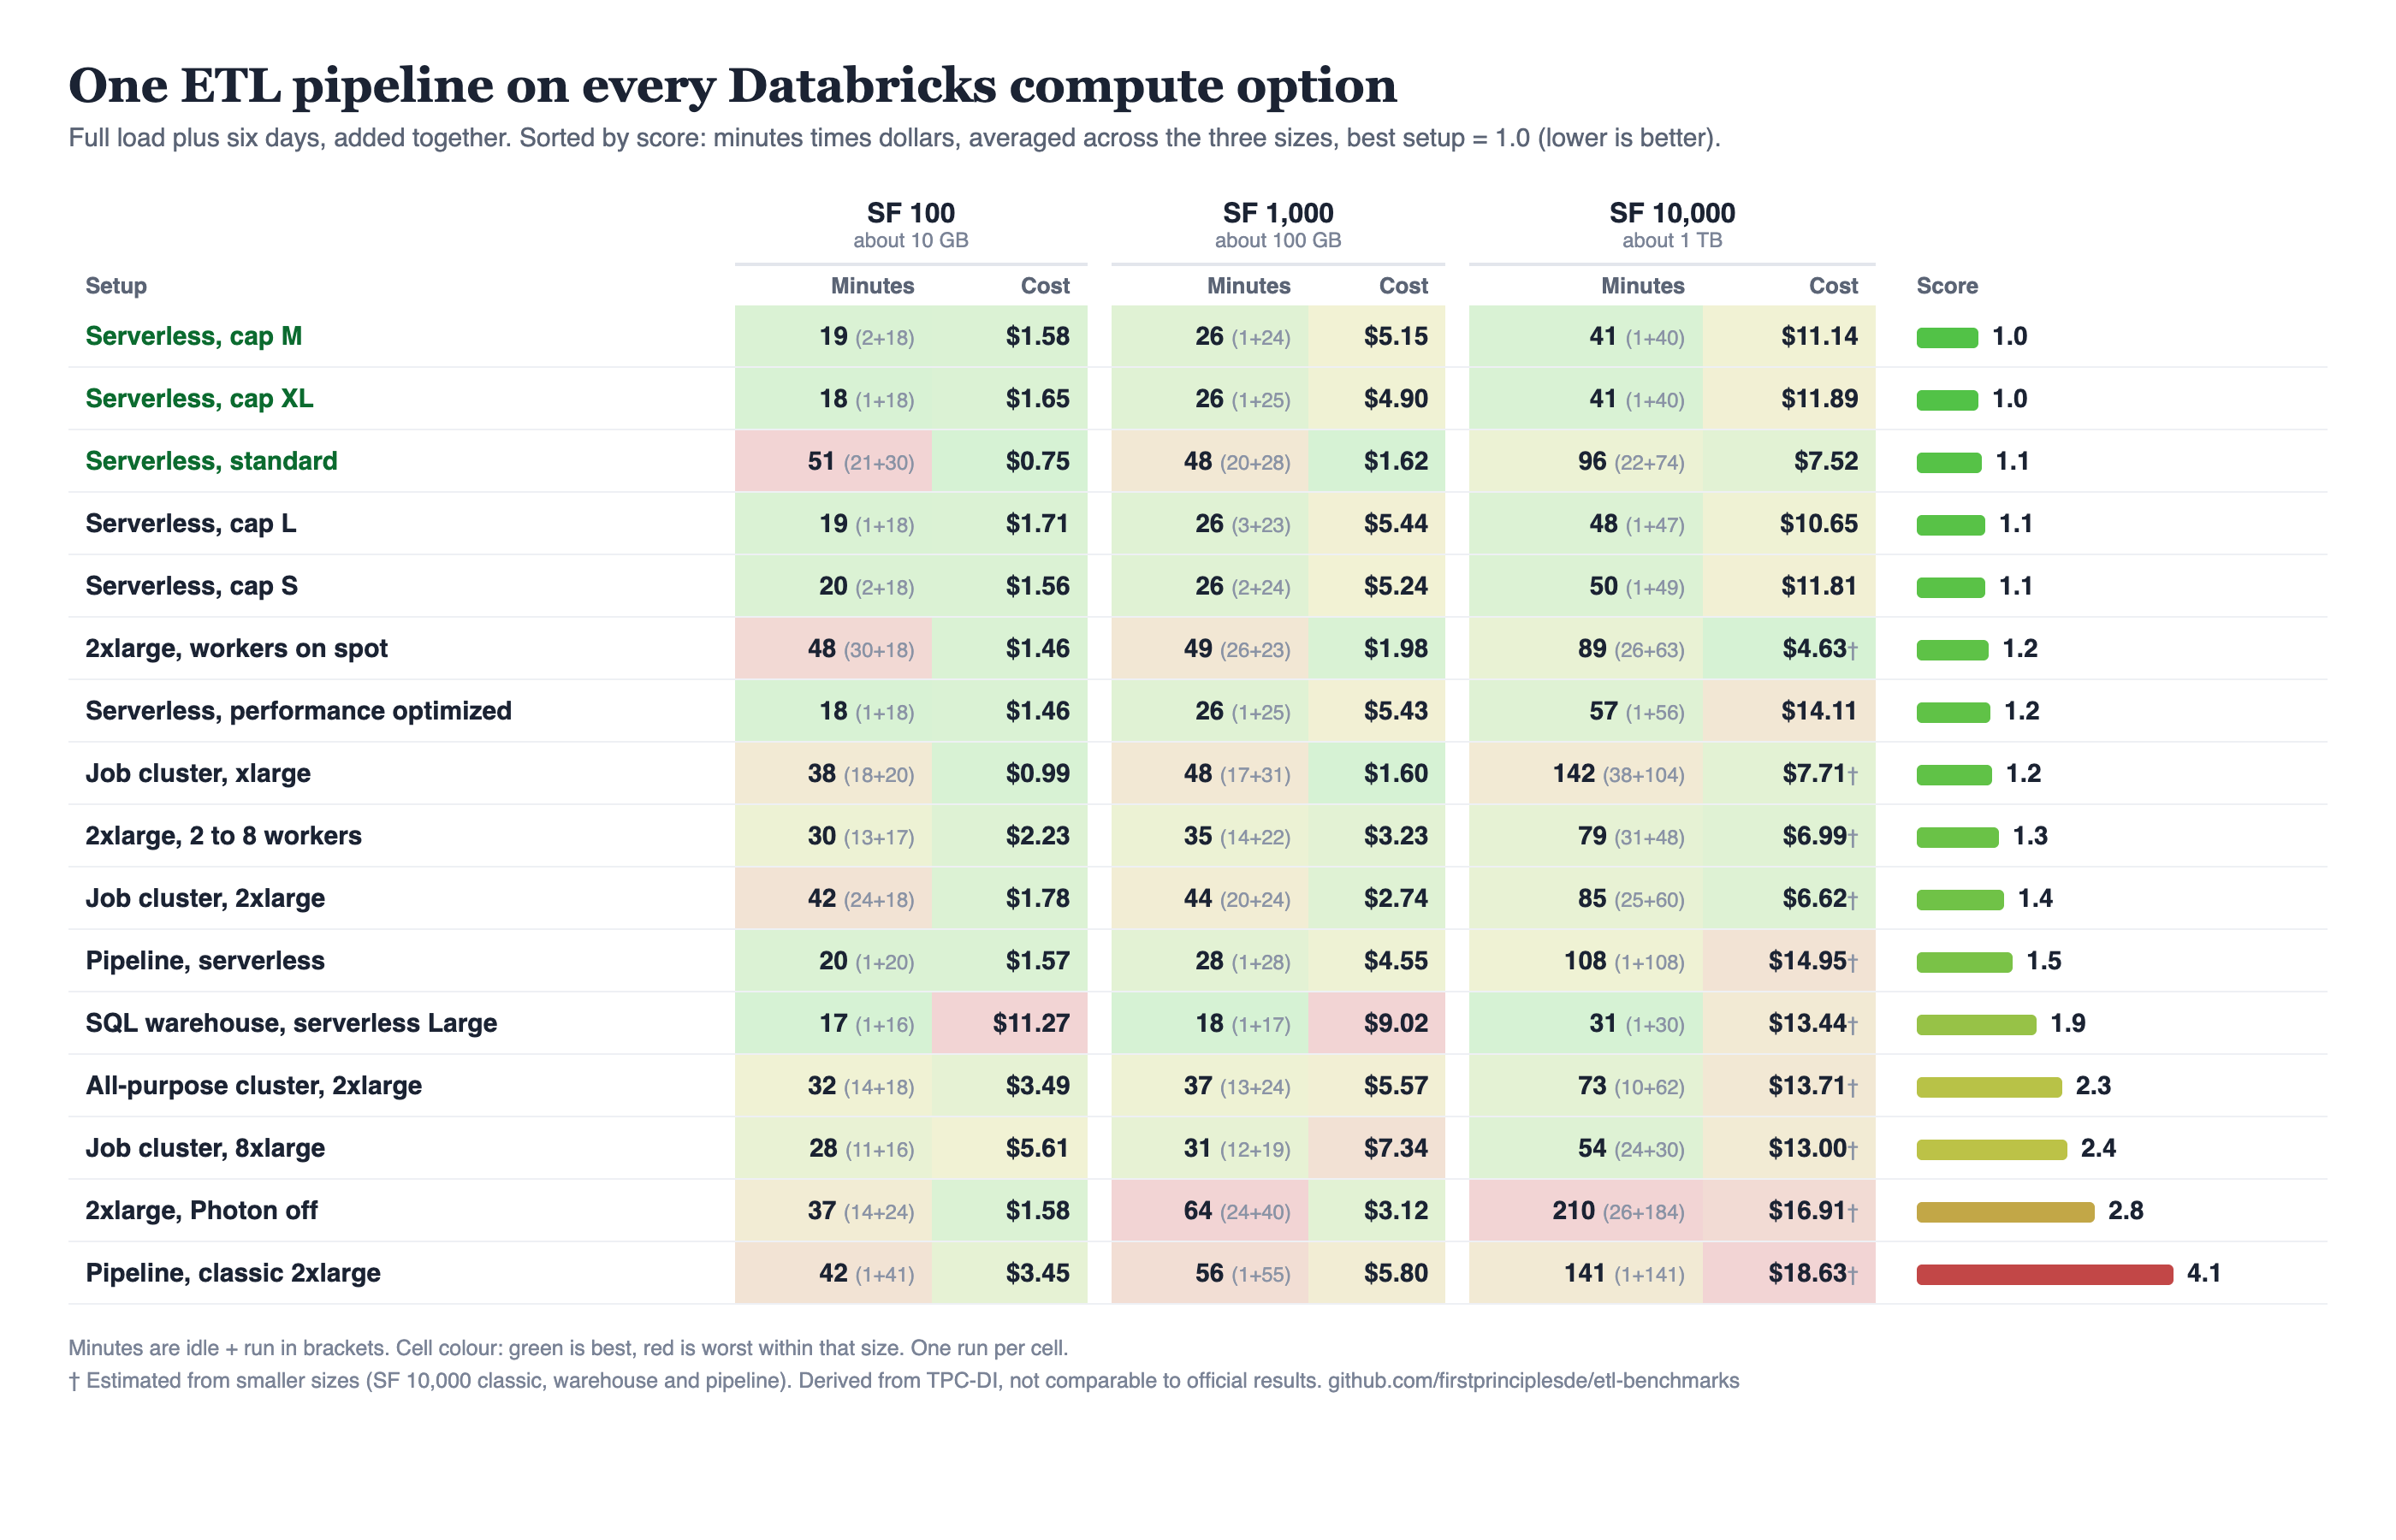 One ETL pipeline on every Databricks compute option
Full load plus six days, added together. Sorted by score: minutes times dollars, averaged across the three sizes, best setup = 1.0 (lower is better).
SF 100 SF 1,000 SF 10,000
about 10 GB about 100 GB about 1 TB
Setup Minutes Cost Minutes Cost Minutes Cost Score
Serverless, cap M 19 (2+18) $1.58 26 (1+24) $5.15 41 (1+40) $11.14 1.0
Serverless, cap XL 18 (1+18) $1.65 26 (1+25) $4.90 41 (1+40) $11.89 1.0
Serverless, standard 51 (21+30) $0.75 48 (20+28) $1.62 96 (22+74) $7.52 1.1
Serverless, cap L 19 (1+18) $1.71 26 (3+23) $5.44 48 (1+47) $10.65 1.1
Serverless, cap S 20 (2+18) $1.56 26 (2+24) $5.24 50 (1+49) $11.81 1.1
2xlarge, workers on spot 48 (30+18) $1.46 49 (26+23) $1.98 89 (26+63) $4.63† 1.2
Serverless, performance optimized 18 (1+18) $1.46 26 (1+25) $5.43 57 (1+56) $14.11 1.2
Job cluster, xlarge 38 (18+20) $0.99 48 (17+31) $1.60 142 (38+104) $7.71† 1.2
2xlarge, 2 to 8 workers 30 (13+17) $2.23 35 (14+22) $3.23 79 (31+48) $6.99† 1.3
Job cluster, 2xlarge 42 (24+18) $1.78 44 (20+24) $2.74 85 (25+60) $6.62† 1.4
Pipeline, serverless 20 (1+20) $1.57 28 (1+28) $4.55 108 (1+108) $14.95† 1.5
SQL warehouse, serverless Large 17 (1+16) $11.27 18 (1+17) $9.02 31 (1+30) $13.44† 1.9
All-purpose cluster, 2xlarge 32 (14+18) $3.49 37 (13+24) $5.57 73 (10+62) $13.71† 2.3
Job cluster, 8xlarge 28 (11+16) $5.61 31 (12+19) $7.34 54 (24+30) $13.00† 2.4
2xlarge, Photon off 37 (14+24) $1.58 64 (24+40) $3.12 210 (26+184) $16.91† 2.8
Pipeline, classic 2xlarge 42 (1+41) $3.45 56 (1+55) $5.80 141 (1+141) $18.63† 4.1
Minutes are idle + run in brackets. Cell colour: green is best, red is worst within that size. One run per cell.
† Estimated from smaller sizes (SF 10,000 classic, warehouse and pipeline). Derived from TPC-DI, not comparable to official results. github.com/firstprinciplesde/etl-benchmarks